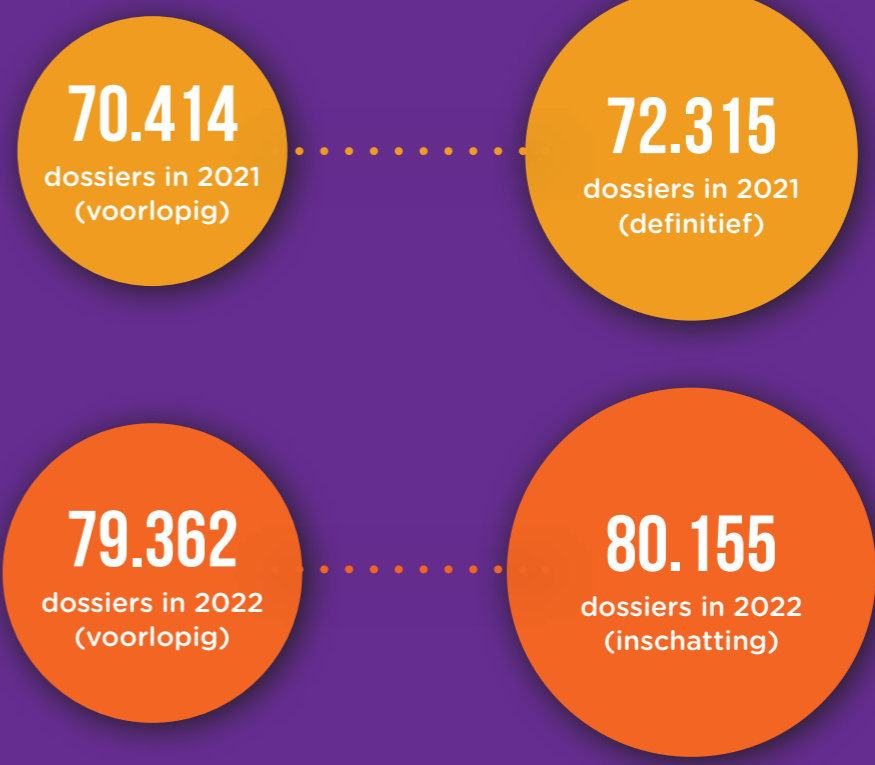 70.414
dossiers in 2021
(voorlopig)
72.315
dossiers in 2021
(definitief)
79.362
dossiers in 2022
(voorlopig)
80.155
dossiers in 2022
(inschatting)